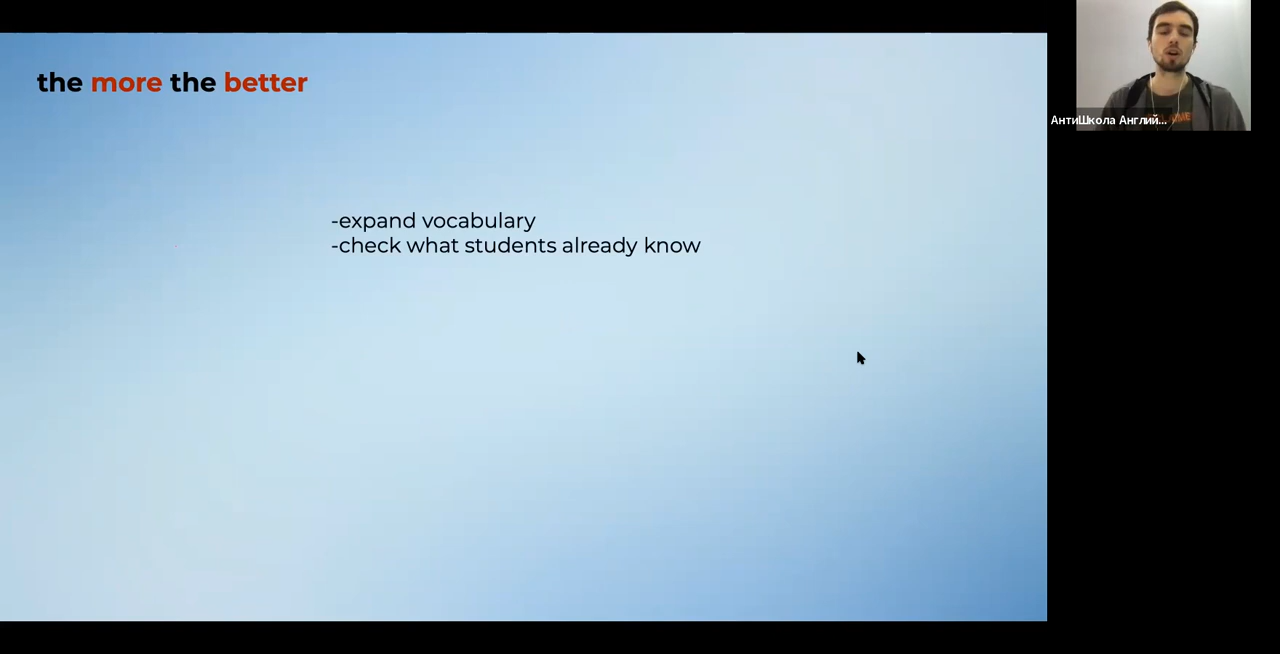 the more the better
-expand vocabulary
-check what students already know
АнтиШкола Англий...